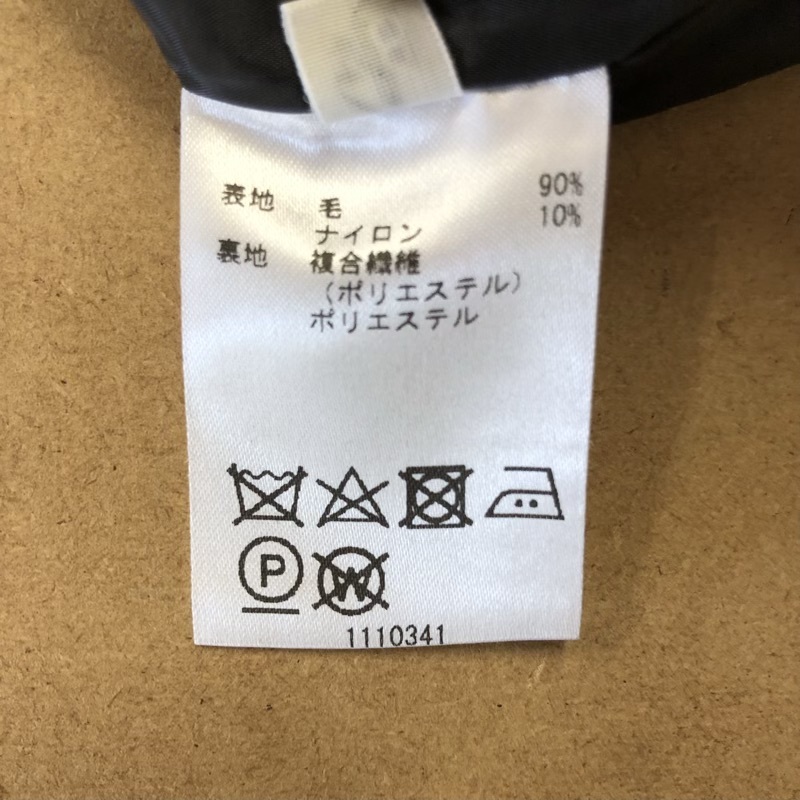 表地 毛 90%
ナイロン 10%
裏地 複合繊維
(ポリエステル)
ポリエステル
P
W
1110341